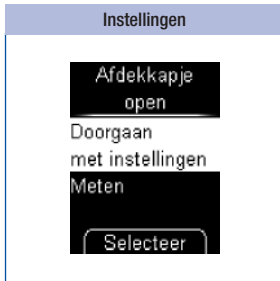 Instellingen
Afdekkapje
open
Doorgaan
met instellingen
Meten
Selecteer